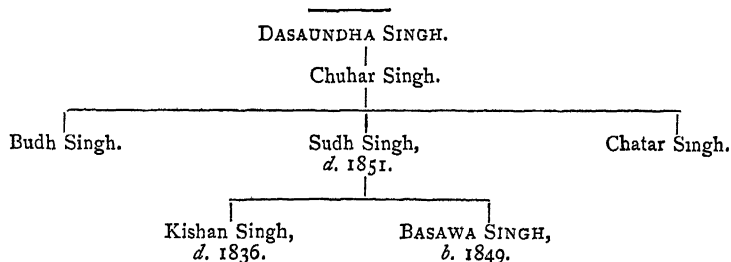 DASAUNDHA SINGH.
Chuhar Singh.
Budh Singh. Sudh Singh, Chatar Singh.
d. 1851.
Kishan Singh, BASAWA SINGH,
d. 1836. b. 1849.